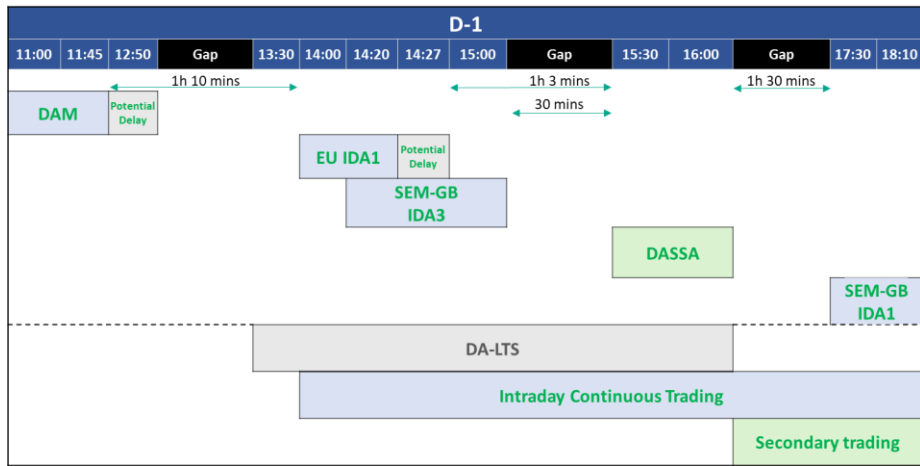 D-1
11:00 11:45 12:50 Gap 13:30 14:00 14:20 14:27 15:00 Gap 15:30 16:00 Gap 17:30 18:10
1h 10 mins 1h 3 mins 1h 30 mins
30 mins
DAM
Potential
Delay
EU IDA1
Potential
Delay
SEM-GB
IDA3
DASSA
SEM-GB
IDA1
DA-LTS
Intraday Continuous Trading
Secondary trading